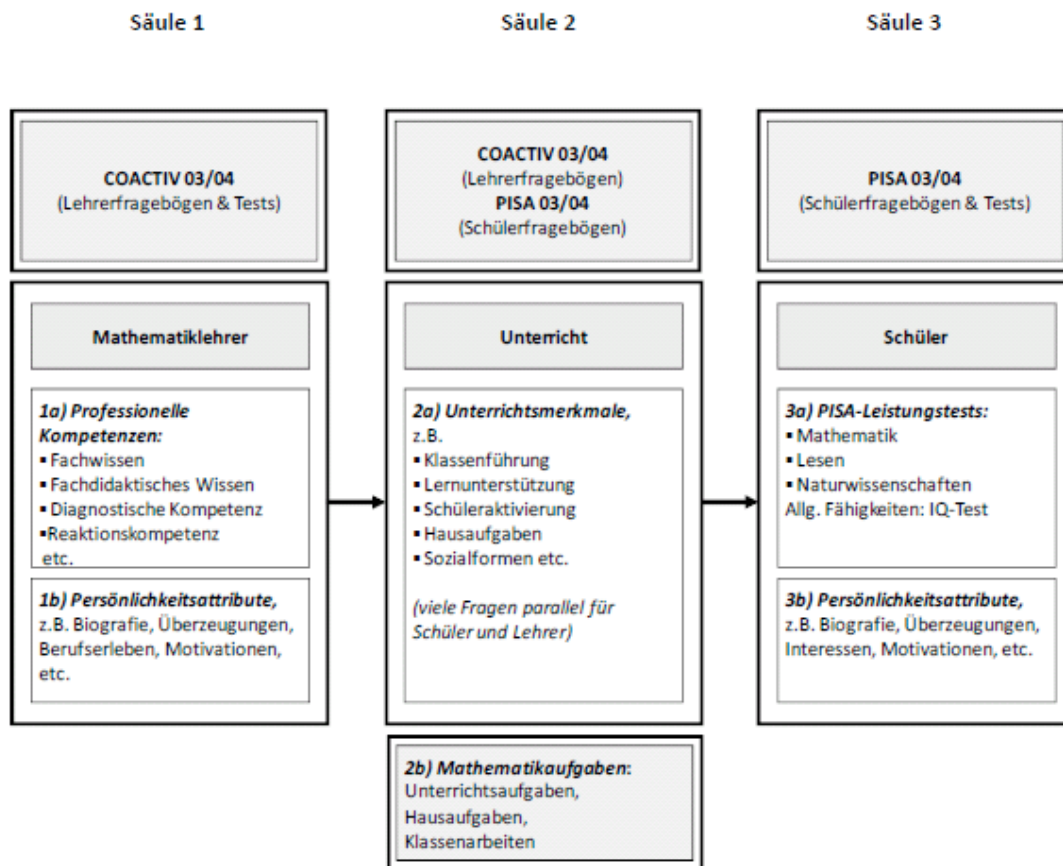 Säule 1
Säule 2
Säule 3
COACTIV 03/04
(Lehrerfragebögen & Tests)
COACTIV 03/04
(Lehrerfragebögen)
PISA 03/04
(Schülerfragebögen)
PISA 03/04
(Schülerfragebögen & Tests)
Mathematiklehrer
1a) Professionelle
Kompetenzen:
▪ Fachwissen
▪ Fachdidaktisches Wissen
▪ Diagnostische Kompetenz
▪ Reaktionskompetenz
etc.
1b) Persönlichkeitsattribute,
z.B. Biografie, Überzeugungen,
Berufserleben, Motivationen,
etc.
Unterricht
2a) Unterrichtsmerkmale,
z.B.
▪ Klassenführung
▪ Lernunterstützung
▪ Schüleraktivierung
▪ Hausaufgaben
▪ Sozialformen etc.
(viele Fragen parallel für
Schüler und Lehrer)
2b) Mathematikaufgaben:
Unterrichtsaufgaben,
Hausaufgaben,
Klassenarbeiten
Schüler
3a) PISA-Leistungstests:
▪ Mathematik
▪ Lesen
▪ Naturwissenschaften
Allg. Fähigkeiten: IQ-Test
3b) Persönlichkeitsattribute,
z.B. Biografie, Überzeugungen,
Interessen, Motivationen, etc.